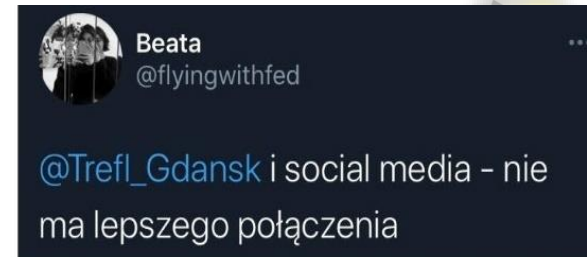 Beata
@flyingwithfed
@Trefl_Gdansk i social media - nie
ma lepszego połączenia